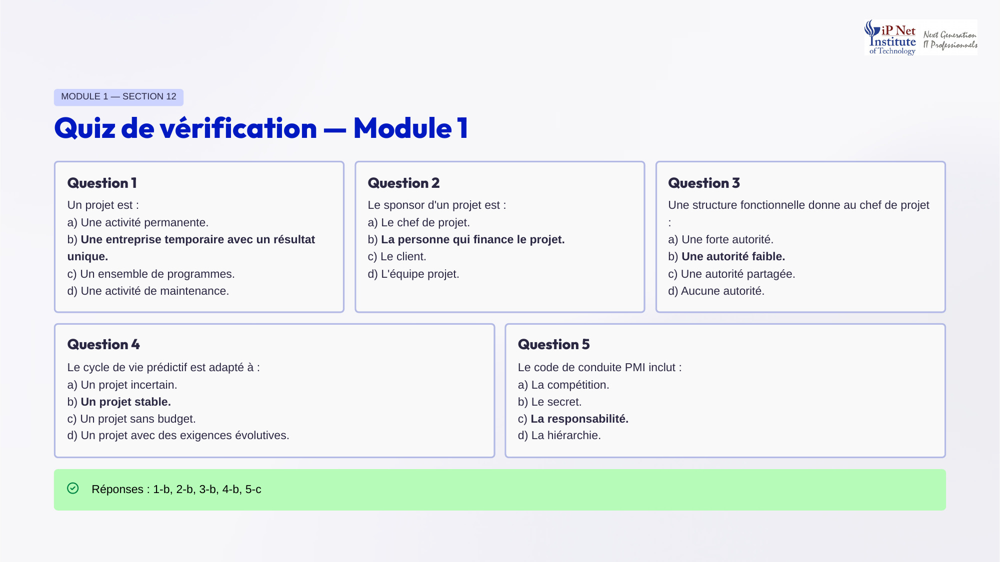 iP Net
Institute
of Technology
Next Generation
IT Professionnels
MODULE 1 — SECTION 12
Quiz de vérification — Module 1
Question 1
Un projet est :
a) Une activité permanente.
b) Une entreprise temporaire avec un résultat
unique.
c) Un ensemble de programmes.
d) Une activité de maintenance.
Question 2
Le sponsor d'un projet est :
a) Le chef de projet.
b) La personne qui finance le projet.
c) Le client.
d) L'équipe projet.
Question 3
Une structure fonctionnelle donne au chef de projet
:
a) Une forte autorité.
b) Une autorité faible.
c) Une autorité partagée.
d) Aucune autorité.
Question 4
Le cycle de vie prédictif est adapté à :
a) Un projet incertain.
b) Un projet stable.
c) Un projet sans budget.
d) Un projet avec des exigences évolutives.
Question 5
Le code de conduite PMI inclut :
a) La compétition.
b) Le secret.
c) La responsabilité.
d) La hiérarchie.
Réponses : 1-b, 2-b, 3-b, 4-b, 5-c